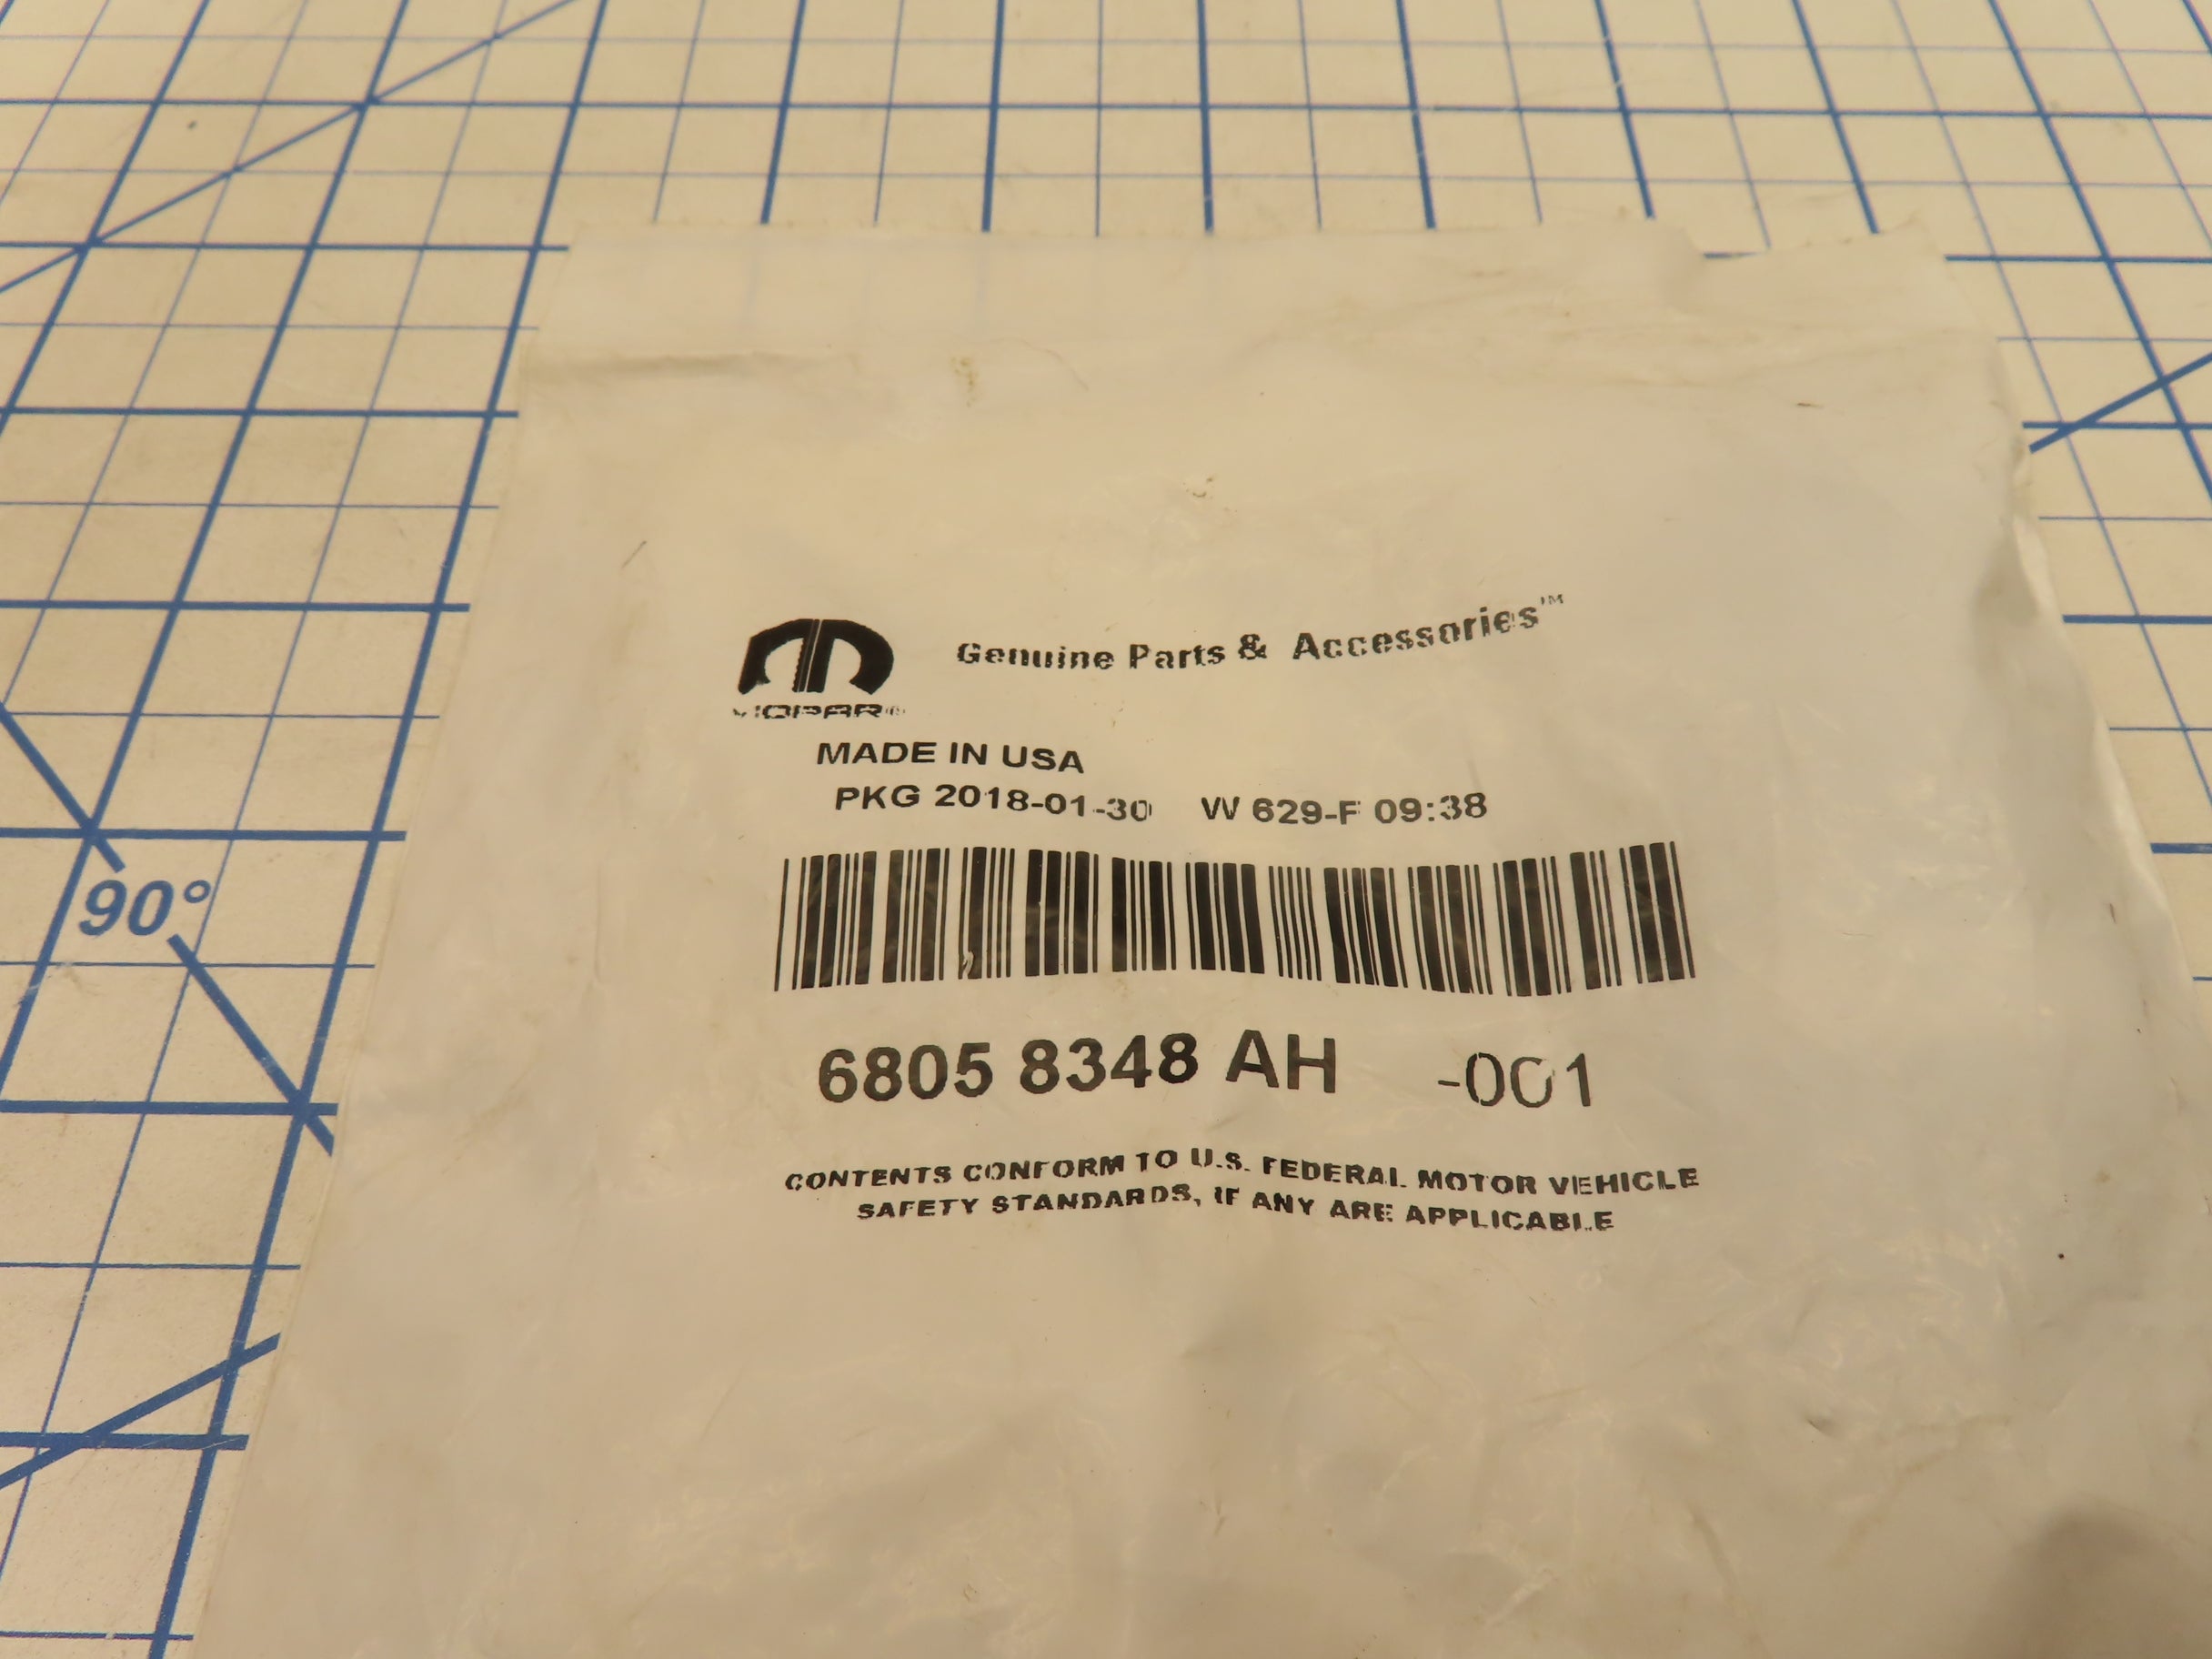 Genuine Parts & Accessories™
MOPAR®
MADE IN USA
PKG 2018-01-30 W 629-F 09:38
6805 8348 AH -001
CONTENTS CONFORM TO U.S. FEDERAL MOTOR VEHICLE
SAFETY STANDARDS, IF ANY ARE APPLICABLE
90°